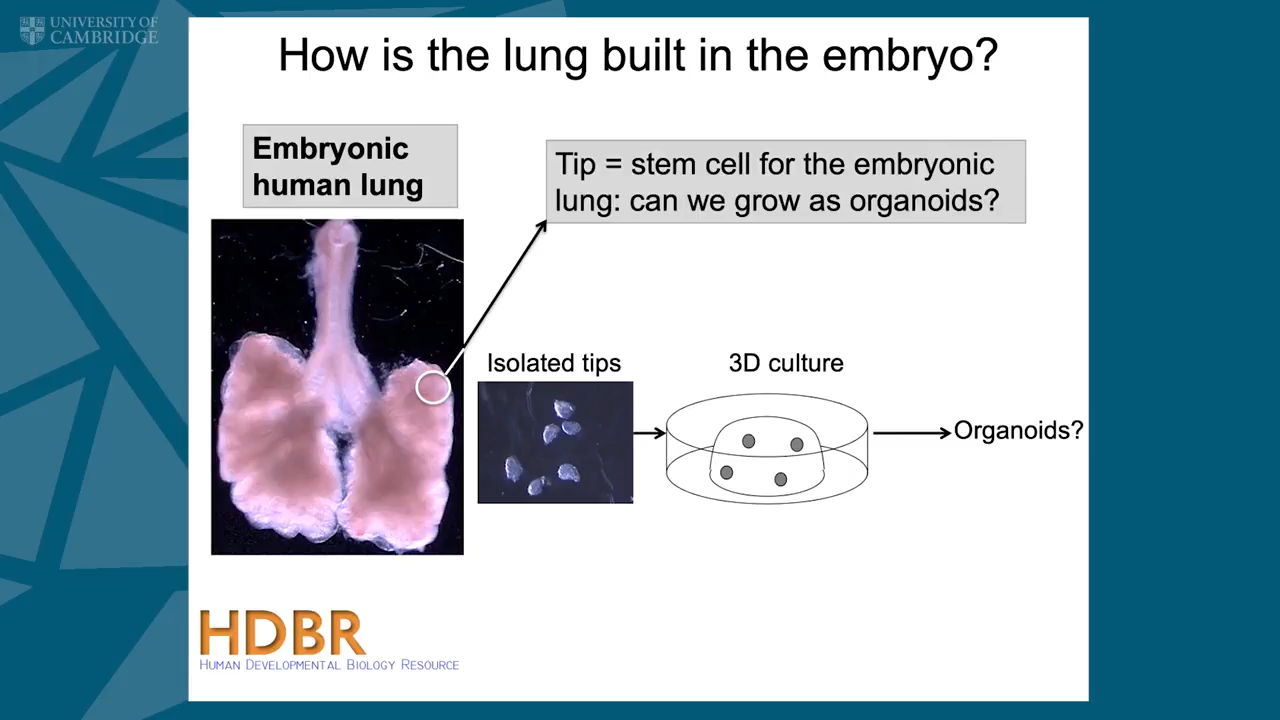 UNIVERSITY OF
CAMBRIDGE
How is the lung built in the embryo?
Embryonic
human lung
Tip = stem cell for the embryonic
lung: can we grow as organoids?
Isolated tips
3D culture
Organoids?
HDBR
HUMAN DEVELOPMENTAL BIOLOGY RESOURCE